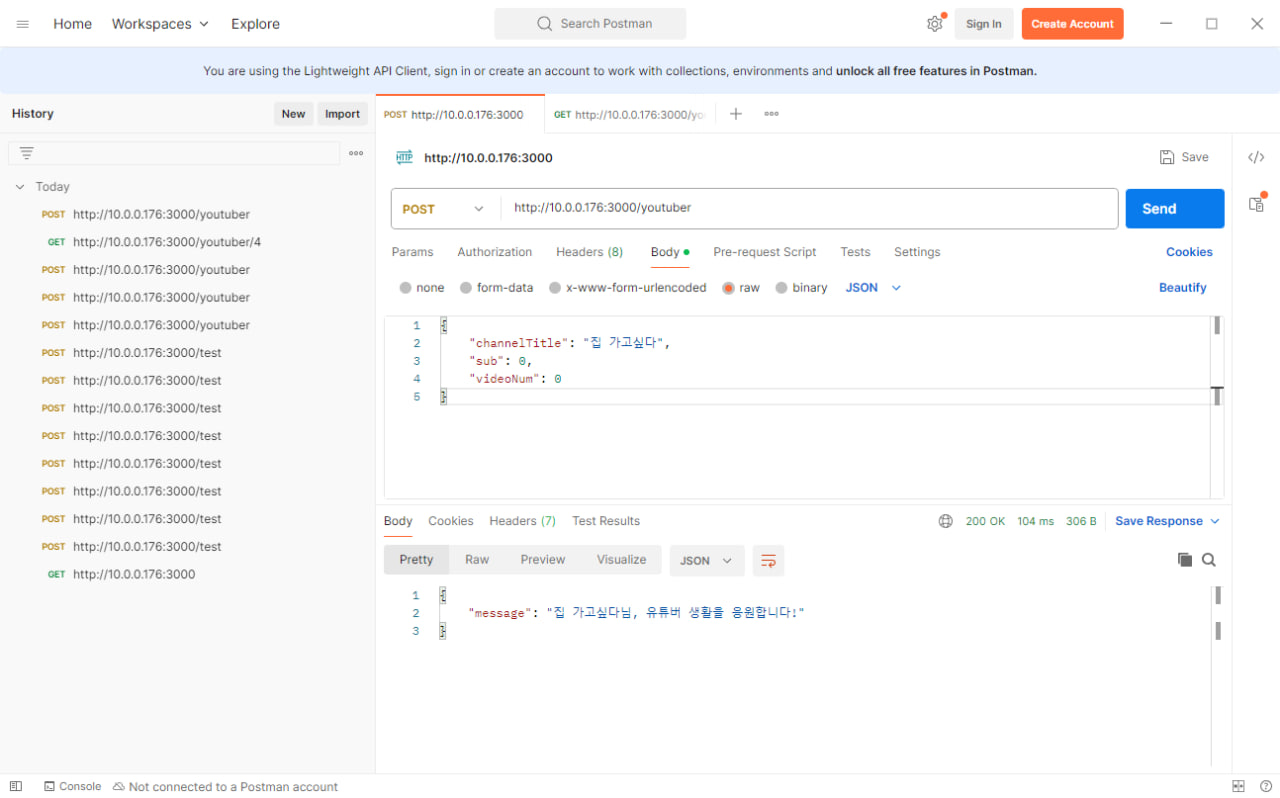 Home Workspaces Explore Search Postman Sign In Create Account
You are using the Lightweight API Client, sign in or create an account to work with collections, environments and unlock all free features in Postman.
History New Import
Today
POST http://10.0.0.176:3000/youtuber
GET http://10.0.0.176:3000/youtuber/4
POST http://10.0.0.176:3000/youtuber
POST http://10.0.0.176:3000/youtuber
POST http://10.0.0.176:3000/youtuber
POST http://10.0.0.176:3000/test
POST http://10.0.0.176:3000/test
POST http://10.0.0.176:3000/test
POST http://10.0.0.176:3000/test
POST http://10.0.0.176:3000/test
POST http://10.0.0.176:3000/test
POST http://10.0.0.176:3000/test
POST http://10.0.0.176:3000/test
GET http://10.0.0.176:3000
POST http://10.0.0.176:3000 GET http://10.0.0.176:3000/yo
HTTP http://10.0.0.176:3000 Save
POST http://10.0.0.176:3000/youtuber Send
Params Authorization Headers (8) Body Pre-request Script Tests Settings Cookies
none form-data x-www-form-urlencoded raw binary JSON Beautify
1 {
2 "channelTitle": "집 가고싶다",
3 "sub": 0,
4 "videoNum": 0
5 }
Body Cookies Headers (7) Test Results 200 OK 104 ms 306 B Save Response
Pretty Raw Preview Visualize JSON
1 {
2 "message": "집 가고싶다님, 유튜버 생활을 응원합니다!"
3 }
Console Not connected to a Postman account